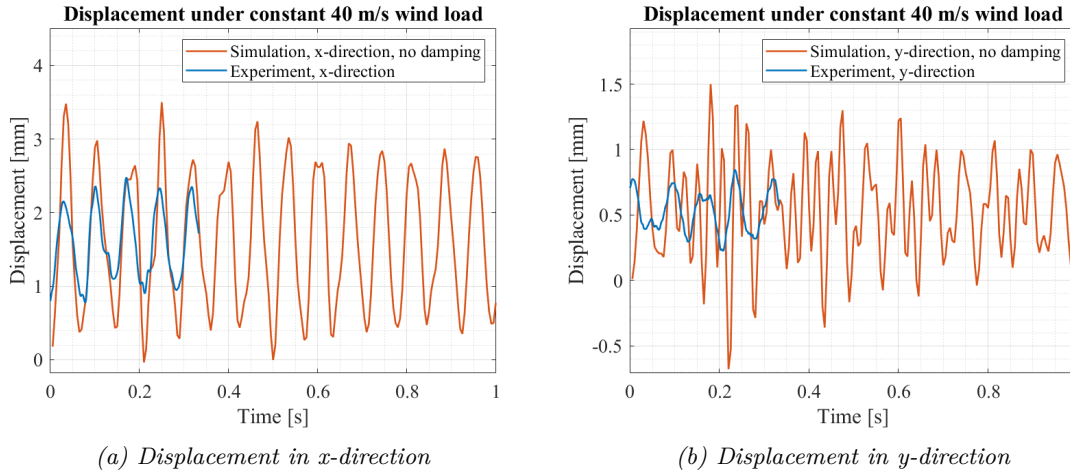 Displacement under constant 40 m/s wind load
Simulation, x-direction, no damping
Experiment, x-direction
Displacement [mm]
4
3
2
1
0
0 0.2 0.4 0.6 0.8 1
Time [s]
(a) Displacement in x-direction
Displacement under constant 40 m/s wind load
Simulation, y-direction, no damping
Experiment, y-direction
Displacement [mm]
1.5
1
0.5
0
-0.5
0 0.2 0.4 0.6 0.8
Time [s]
(b) Displacement in y-direction